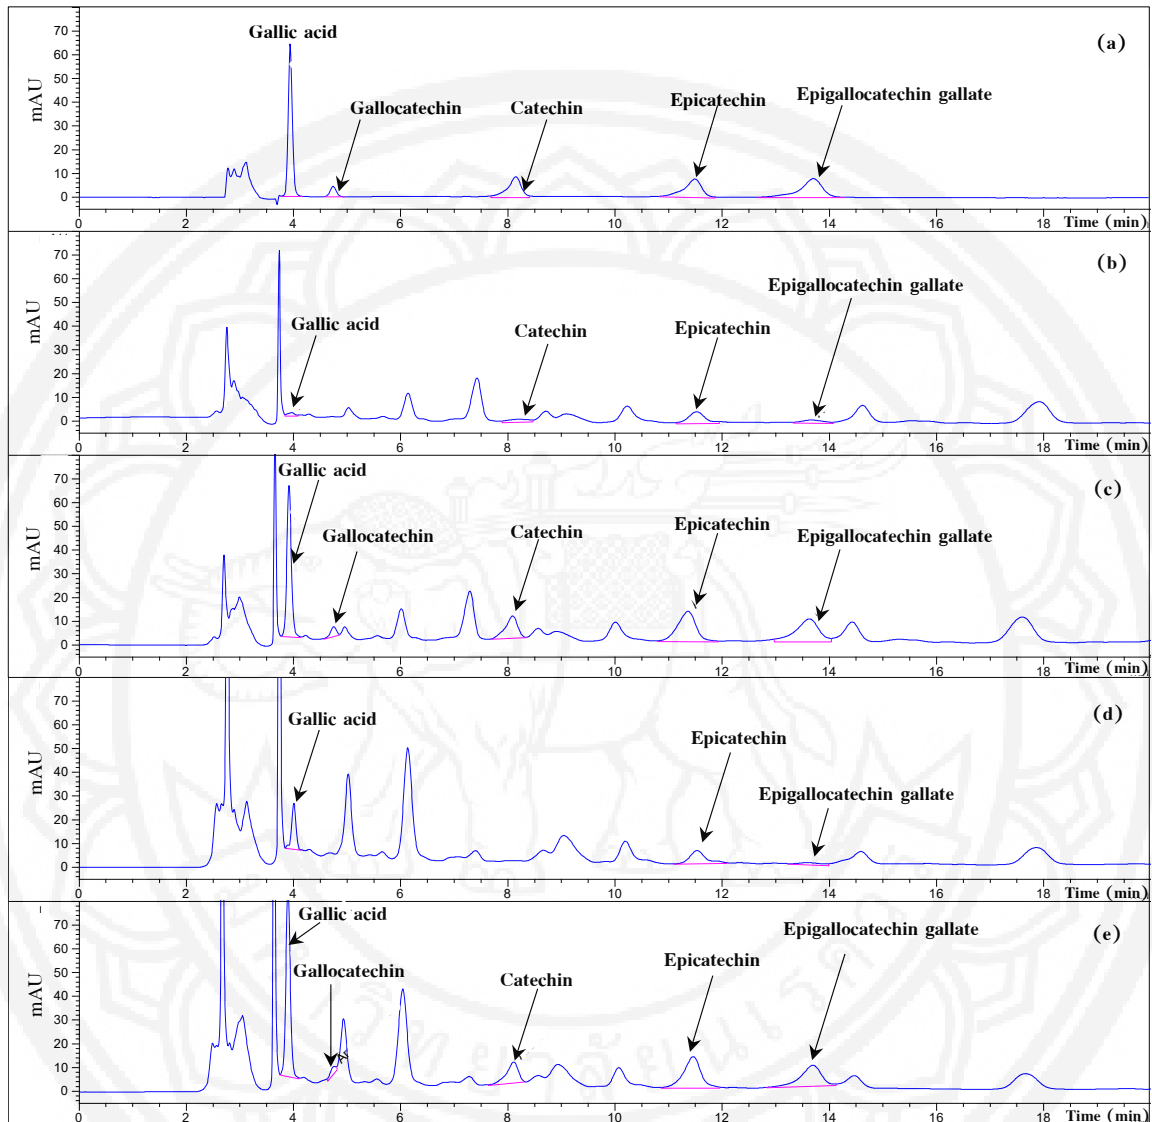 Gallic acid
(a)
Gallocatechin
Catechin
Epicatechin
Epigallocatechin gallate
mAU
70
60
50
40
30
20
10
0
0 2 4 6 8 10 12 14 16 18
Time (min)
(b)
Gallic acid
Catechin
Epicatechin
Epigallocatechin gallate
mAU
70
60
50
40
30
20
10
0
0 2 4 6 8 10 12 14 16 18
Time (min)
(c)
Gallic acid
Gallocatechin
Catechin
Epicatechin
Epigallocatechin gallate
mAU
70
60
50
40
30
20
10
0
0 2 4 6 8 10 12 14 16 18
Time (min)
(d)
Gallic acid
Epicatechin
Epigallocatechin gallate
mAU
70
60
50
40
30
20
10
0
0 2 4 6 8 10 12 14 16 18
Time (min)
(e)
Gallic acid
Gallocatechin
Catechin
Epicatechin
Epigallocatechin gallate
mAU
70
60
50
40
30
20
10
0
0 2 4 6 8 10 12 14 16 18
Time (min)